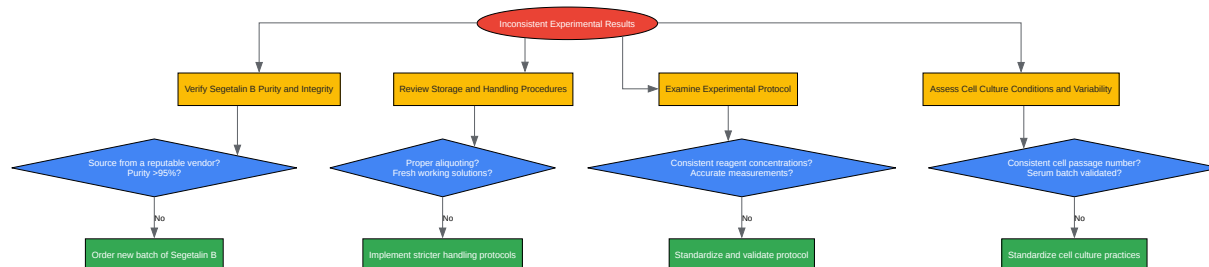 Inconsistent Experimental Results
Verify Segetalin B Purity and Integrity
Review Storage and Handling Procedures
Examine Experimental Protocol
Assess Cell Culture Conditions and Variability
Source from a reputable vendor?
Purity >95%?
Proper aliquoting?
Fresh working solutions?
Consistent reagent concentrations?
Accurate measurements?
Consistent cell passage number?
Serum batch validated?
No
No
No
No
Order new batch of Segetalin B
Implement stricter handling protocols
Standardize and validate protocol
Standardize cell culture practices